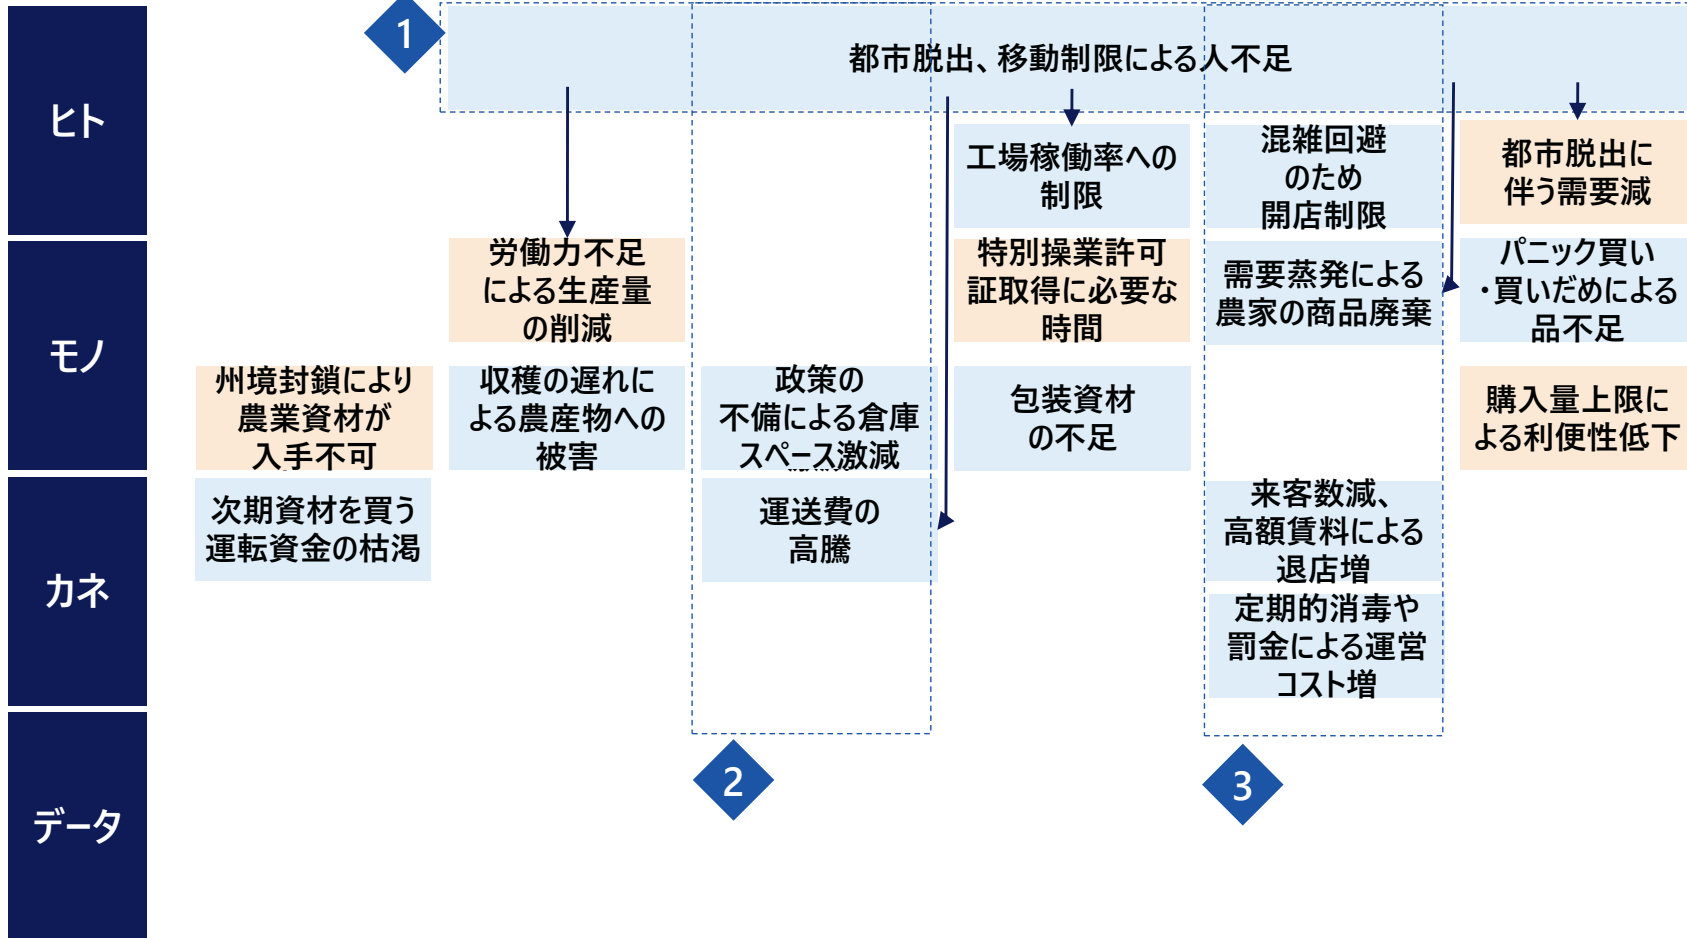 1
都市脱出、移動制限による人不足
ヒト
工場稼働率への
制限
混雑回避
のため
開店制限
都市脱出に
伴う需要減
モノ
労働力不足
による生産量
の削減
特別操業許可
証取得に必要な
時間
需要蒸発による
農家の商品廃棄
パニック買い
・買いだめによる
品不足
州境封鎖により
農業資材が
入手不可
収穫の遅れに
よる農産物への
被害
政策の
不備による倉庫
スペース激減
包装資材
の不足
購入量上限に
よる利便性低下
カネ
次期資材を買う
運転資金の枯渇
運送費の
高騰
来客数減、
高額賃料による
退店増
定期的消毒や
罰金による運営
コスト増
2
3
データ